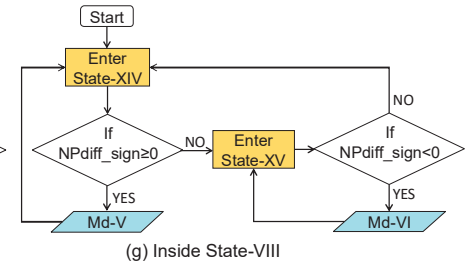 Start
Enter
State-XIV
If
NPdiff_sign≥0
NO
YES
Md-V
Enter
State-XV
If
NPdiff_sign<0
NO
YES
Md-VI
(g) Inside State-VIII